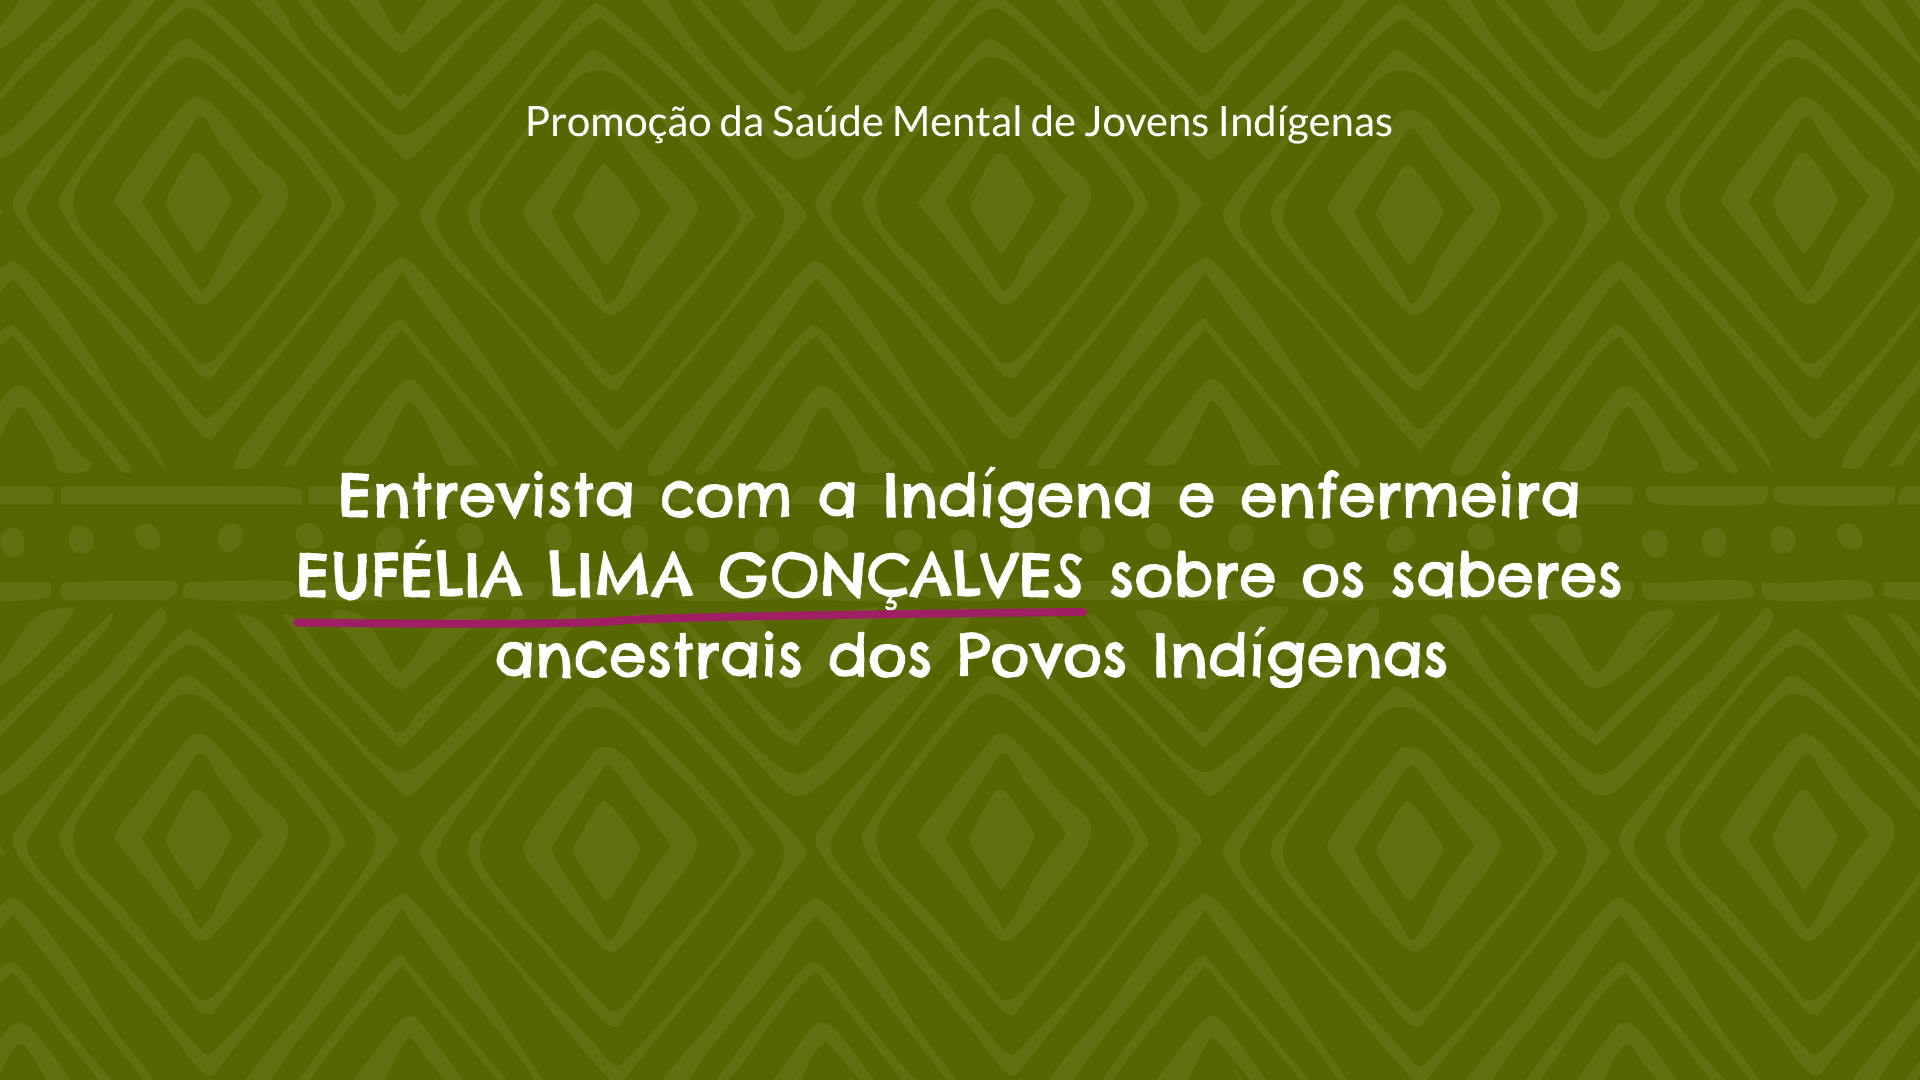 Promoção da Saúde Mental de Jovens Indígenas
Entrevista com a Indígena e enfermeira
EUFÉLIA LIMA GONÇALVES sobre os saberes
ancestrais dos Povos Indígenas